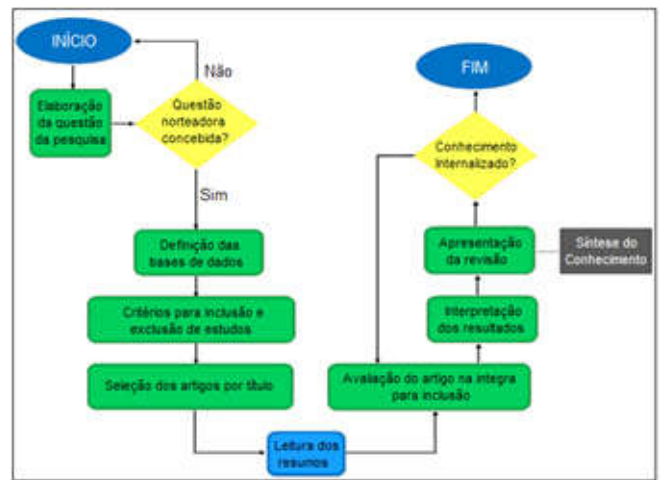 INÍCIO
Não
Elaboração
da questão
da pesquisa
Questão
norteadora
concebida?
Sim
Definição das
bases de dados
Critérios para inclusão e
exclusão de estudos
Seleção dos artigos por título
Leitura dos
resumos
Avaliação do artigo na integra
para inclusão
Interpretação
dos resultados
Apresentação
da revisão
Síntese do
Conhecimento
Conhecimento
Internalizado?
FIM